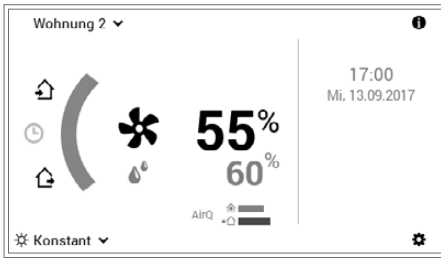 Wohnung 2
17:00
Mi, 13.09.2017
55%
60%
AirQ
Konstant